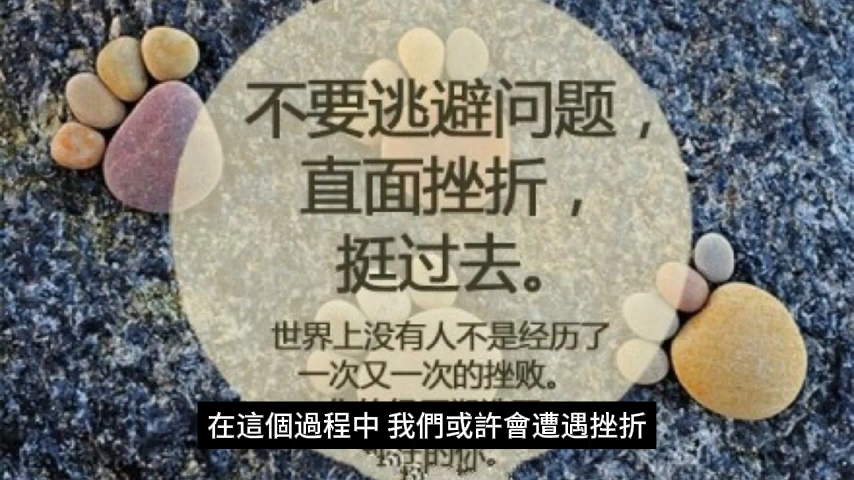 不要逃避问题，
直面挫折，
挺过去。
世界上没有人不是经历了
一次又一次的挫败。
在這個過程中 我們或許會遭遇挫折
的你。